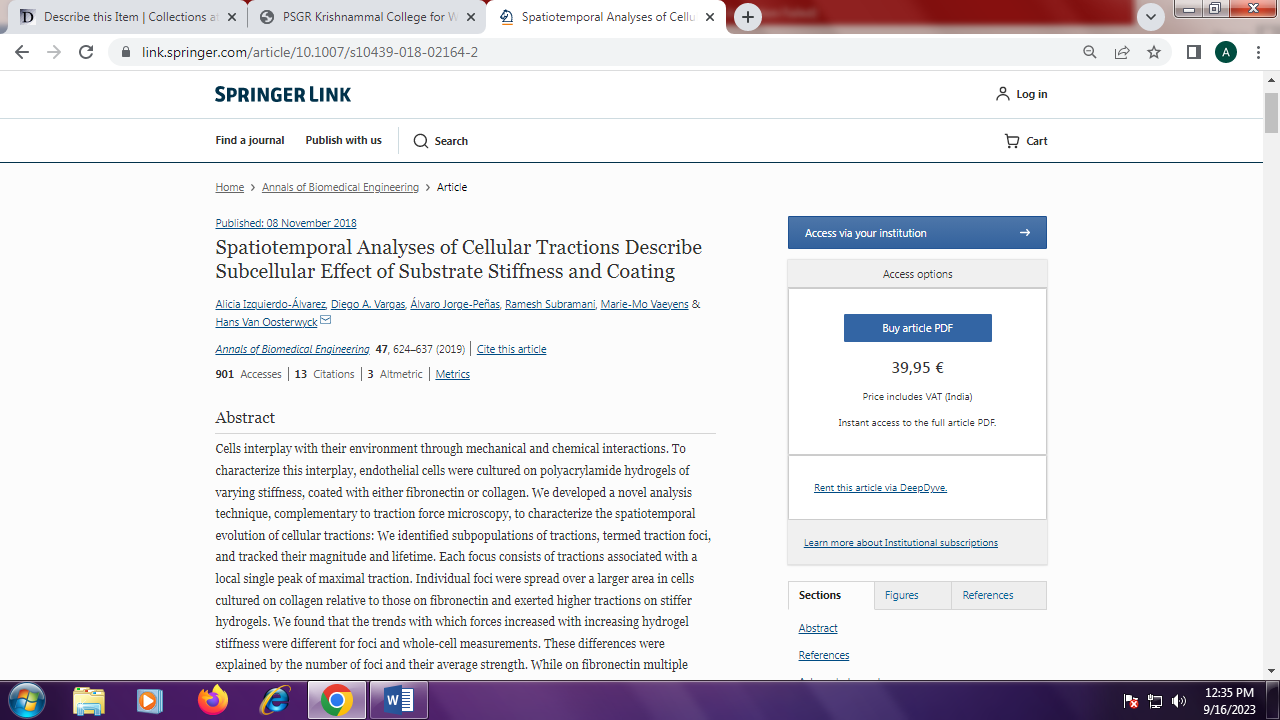 Describe this Item | Collections at
PSGR Krishnammal College for W
Spatiotemporal Analyses of Cellu
link.springer.com/article/10.1007/s10439-018-02164-2
A
SPRINGER LINK
Log in
Find a journal
Publish with us
Search
Cart
Home > Annals of Biomedical Engineering > Article
Published: 08 November 2018
Spatiotemporal Analyses of Cellular Tractions Describe
Subcellular Effect of Substrate Stiffness and Coating
Alicia Izquierdo-Álvarez, Diego A. Vargas, Álvaro Jorge-Peñas, Ramesh Subramani, Marie-Mo Vaeyens &
Hans Van Oosterwyck
Annals of Biomedical Engineering 47, 624–637 (2019) | Cite this article
901 Accesses | 13 Citations | 3 Altmetric | Metrics
Abstract
Cells interplay with their environment through mechanical and chemical interactions. To
characterize this interplay, endothelial cells were cultured on polyacrylamide hydrogels of
varying stiffness, coated with either fibronectin or collagen. We developed a novel analysis
technique, complementary to traction force microscopy, to characterize the spatiotemporal
evolution of cellular tractions: We identified subpopulations of tractions, termed traction foci,
and tracked their magnitude and lifetime. Each focus consists of tractions associated with a
local single peak of maximal traction. Individual foci were spread over a larger area in cells
cultured on collagen relative to those on fibronectin and exerted higher tractions on stiffer
hydrogels. We found that the trends with which forces increased with increasing hydrogel
stiffness were different for foci and whole-cell measurements. These differences were
explained by the number of foci and their average strength. While on fibronectin multiple
Access via your institution →
Access options
Buy article PDF
39,95 €
Price includes VAT (India)
Instant access to the full article PDF.
Rent this article via DeepDyve.
Learn more about Institutional subscriptions
Sections
Figures
References
Abstract
References
12:35 PM
9/16/2023